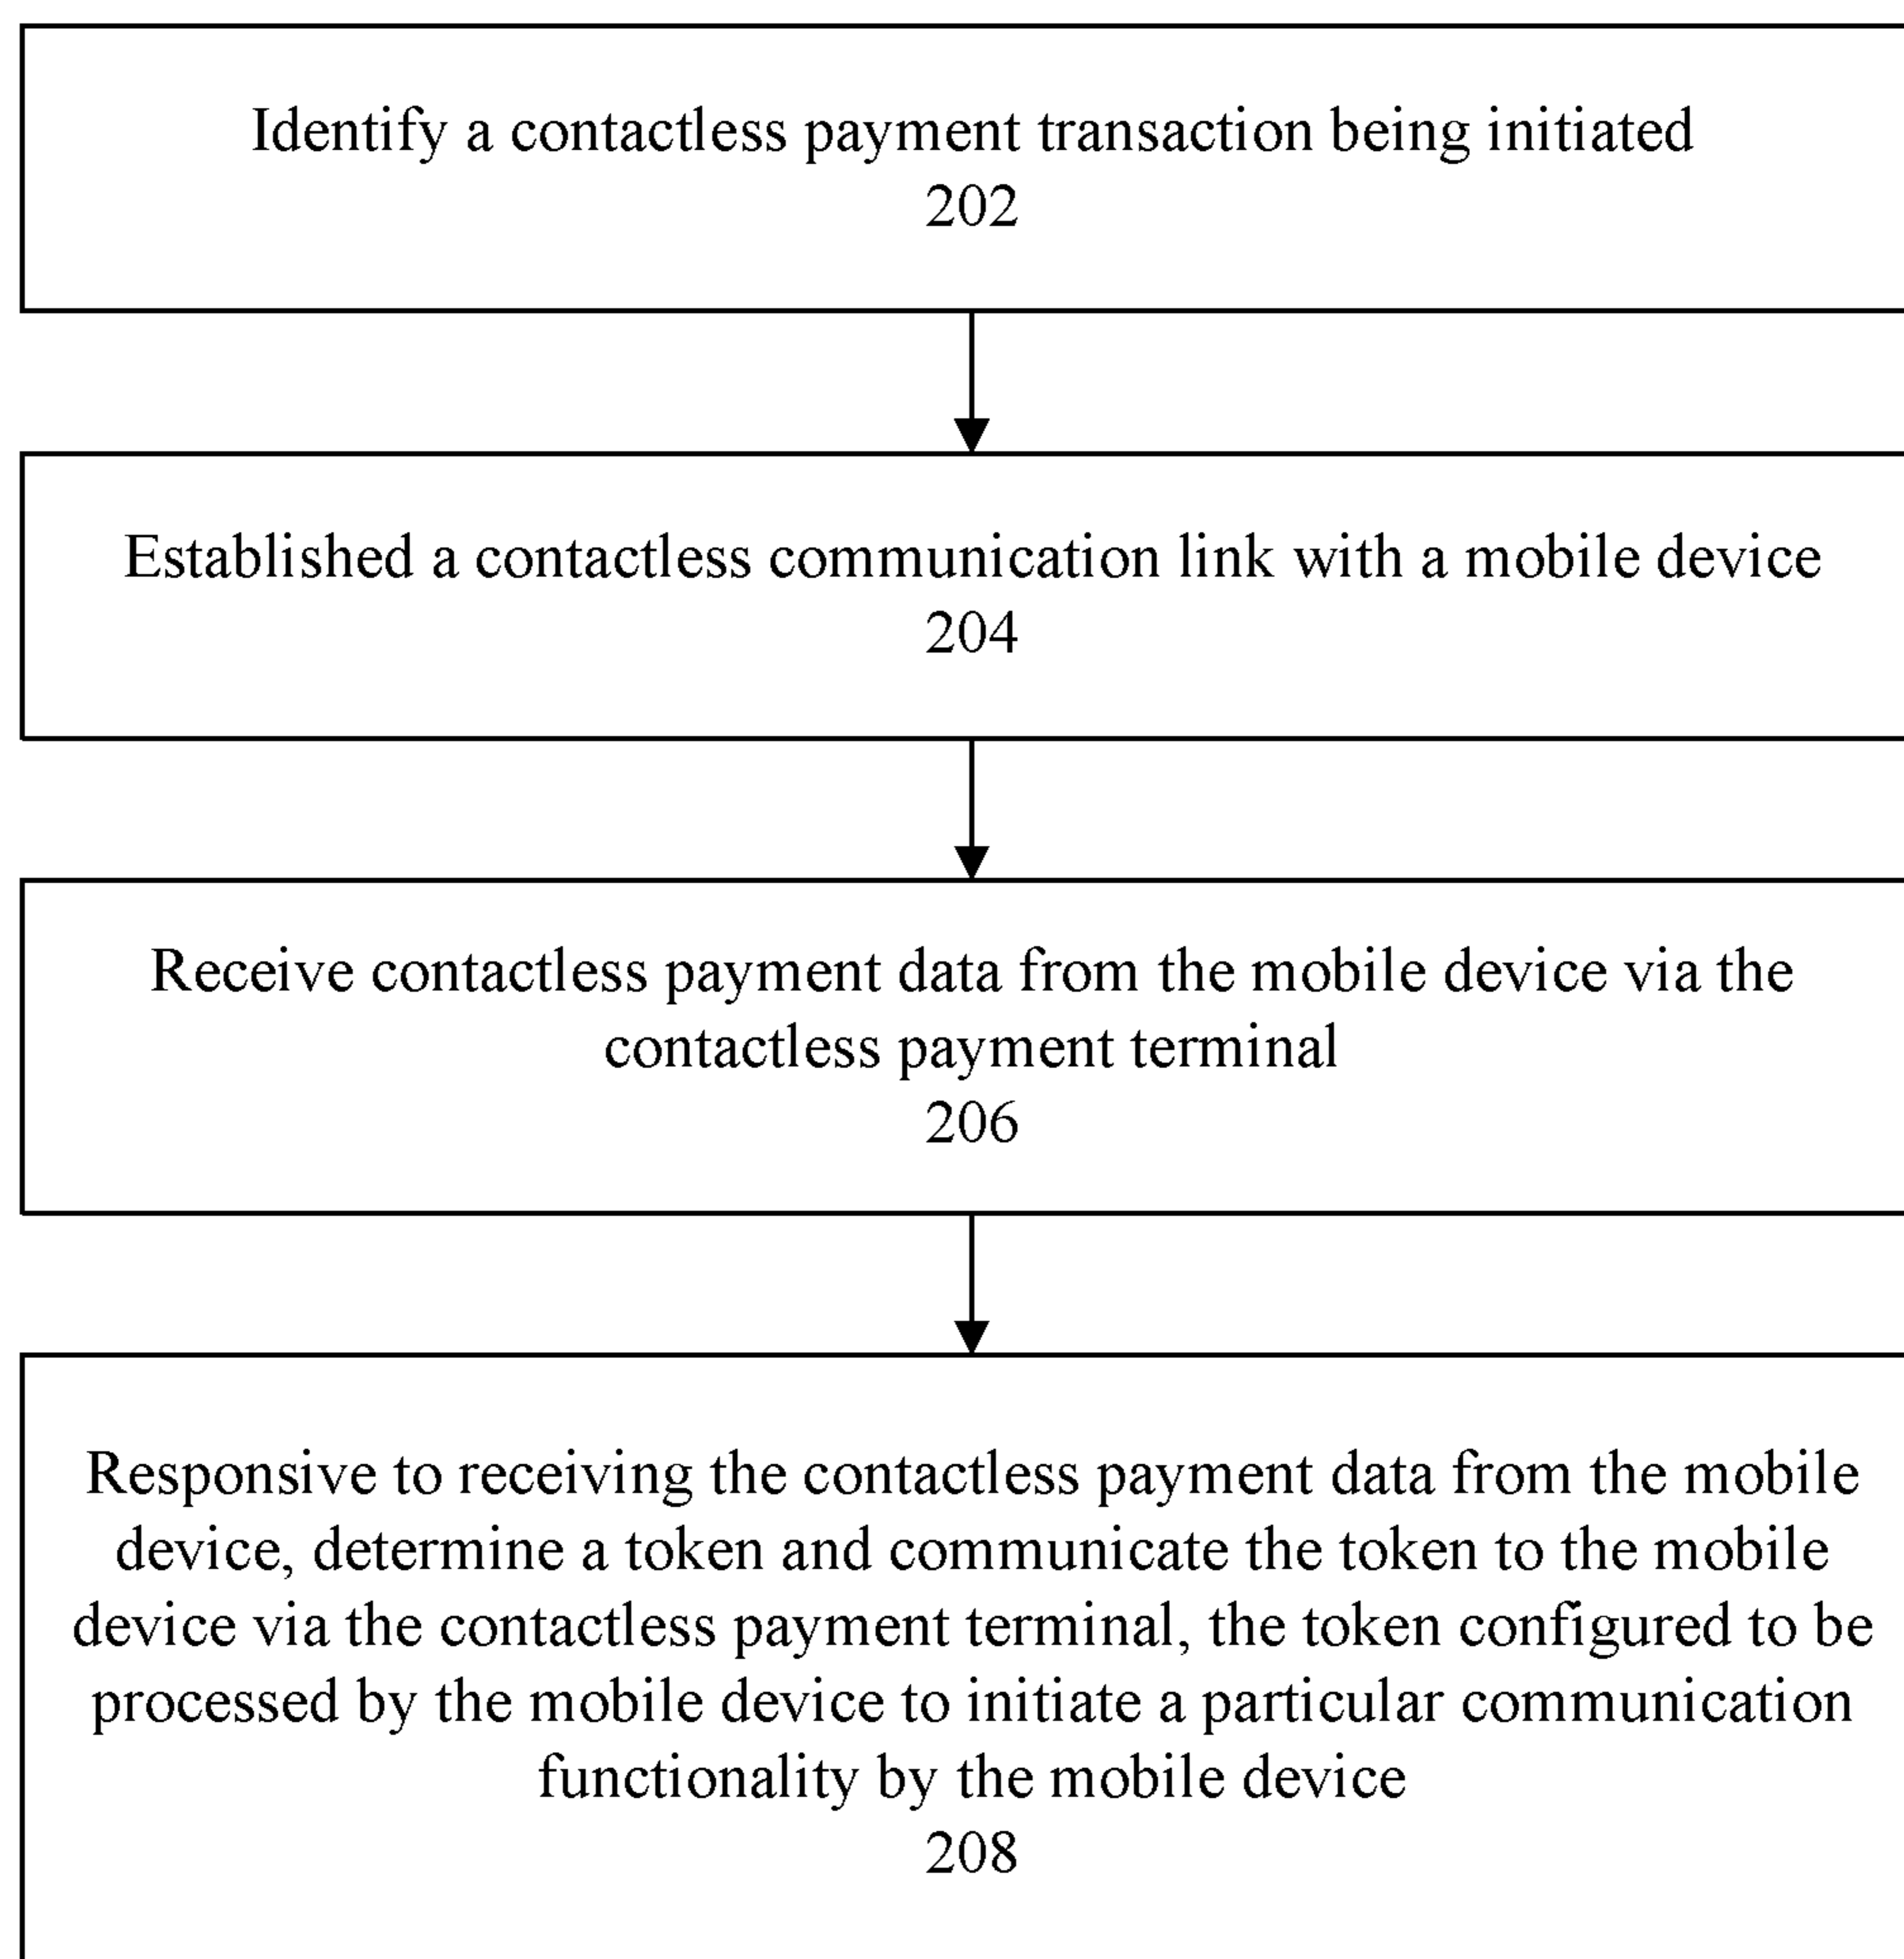 Identify a contactless payment transaction being initiated
202
Established a contactless communication link with a mobile device
204
Receive contactless payment data from the mobile device via the
contactless payment terminal
206
Responsive to receiving the contactless payment data from the mobile
device, determine a token and communicate the token to the mobile
device via the contactless payment terminal, the token configured to be
processed by the mobile device to initiate a particular communication
functionality by the mobile device
208